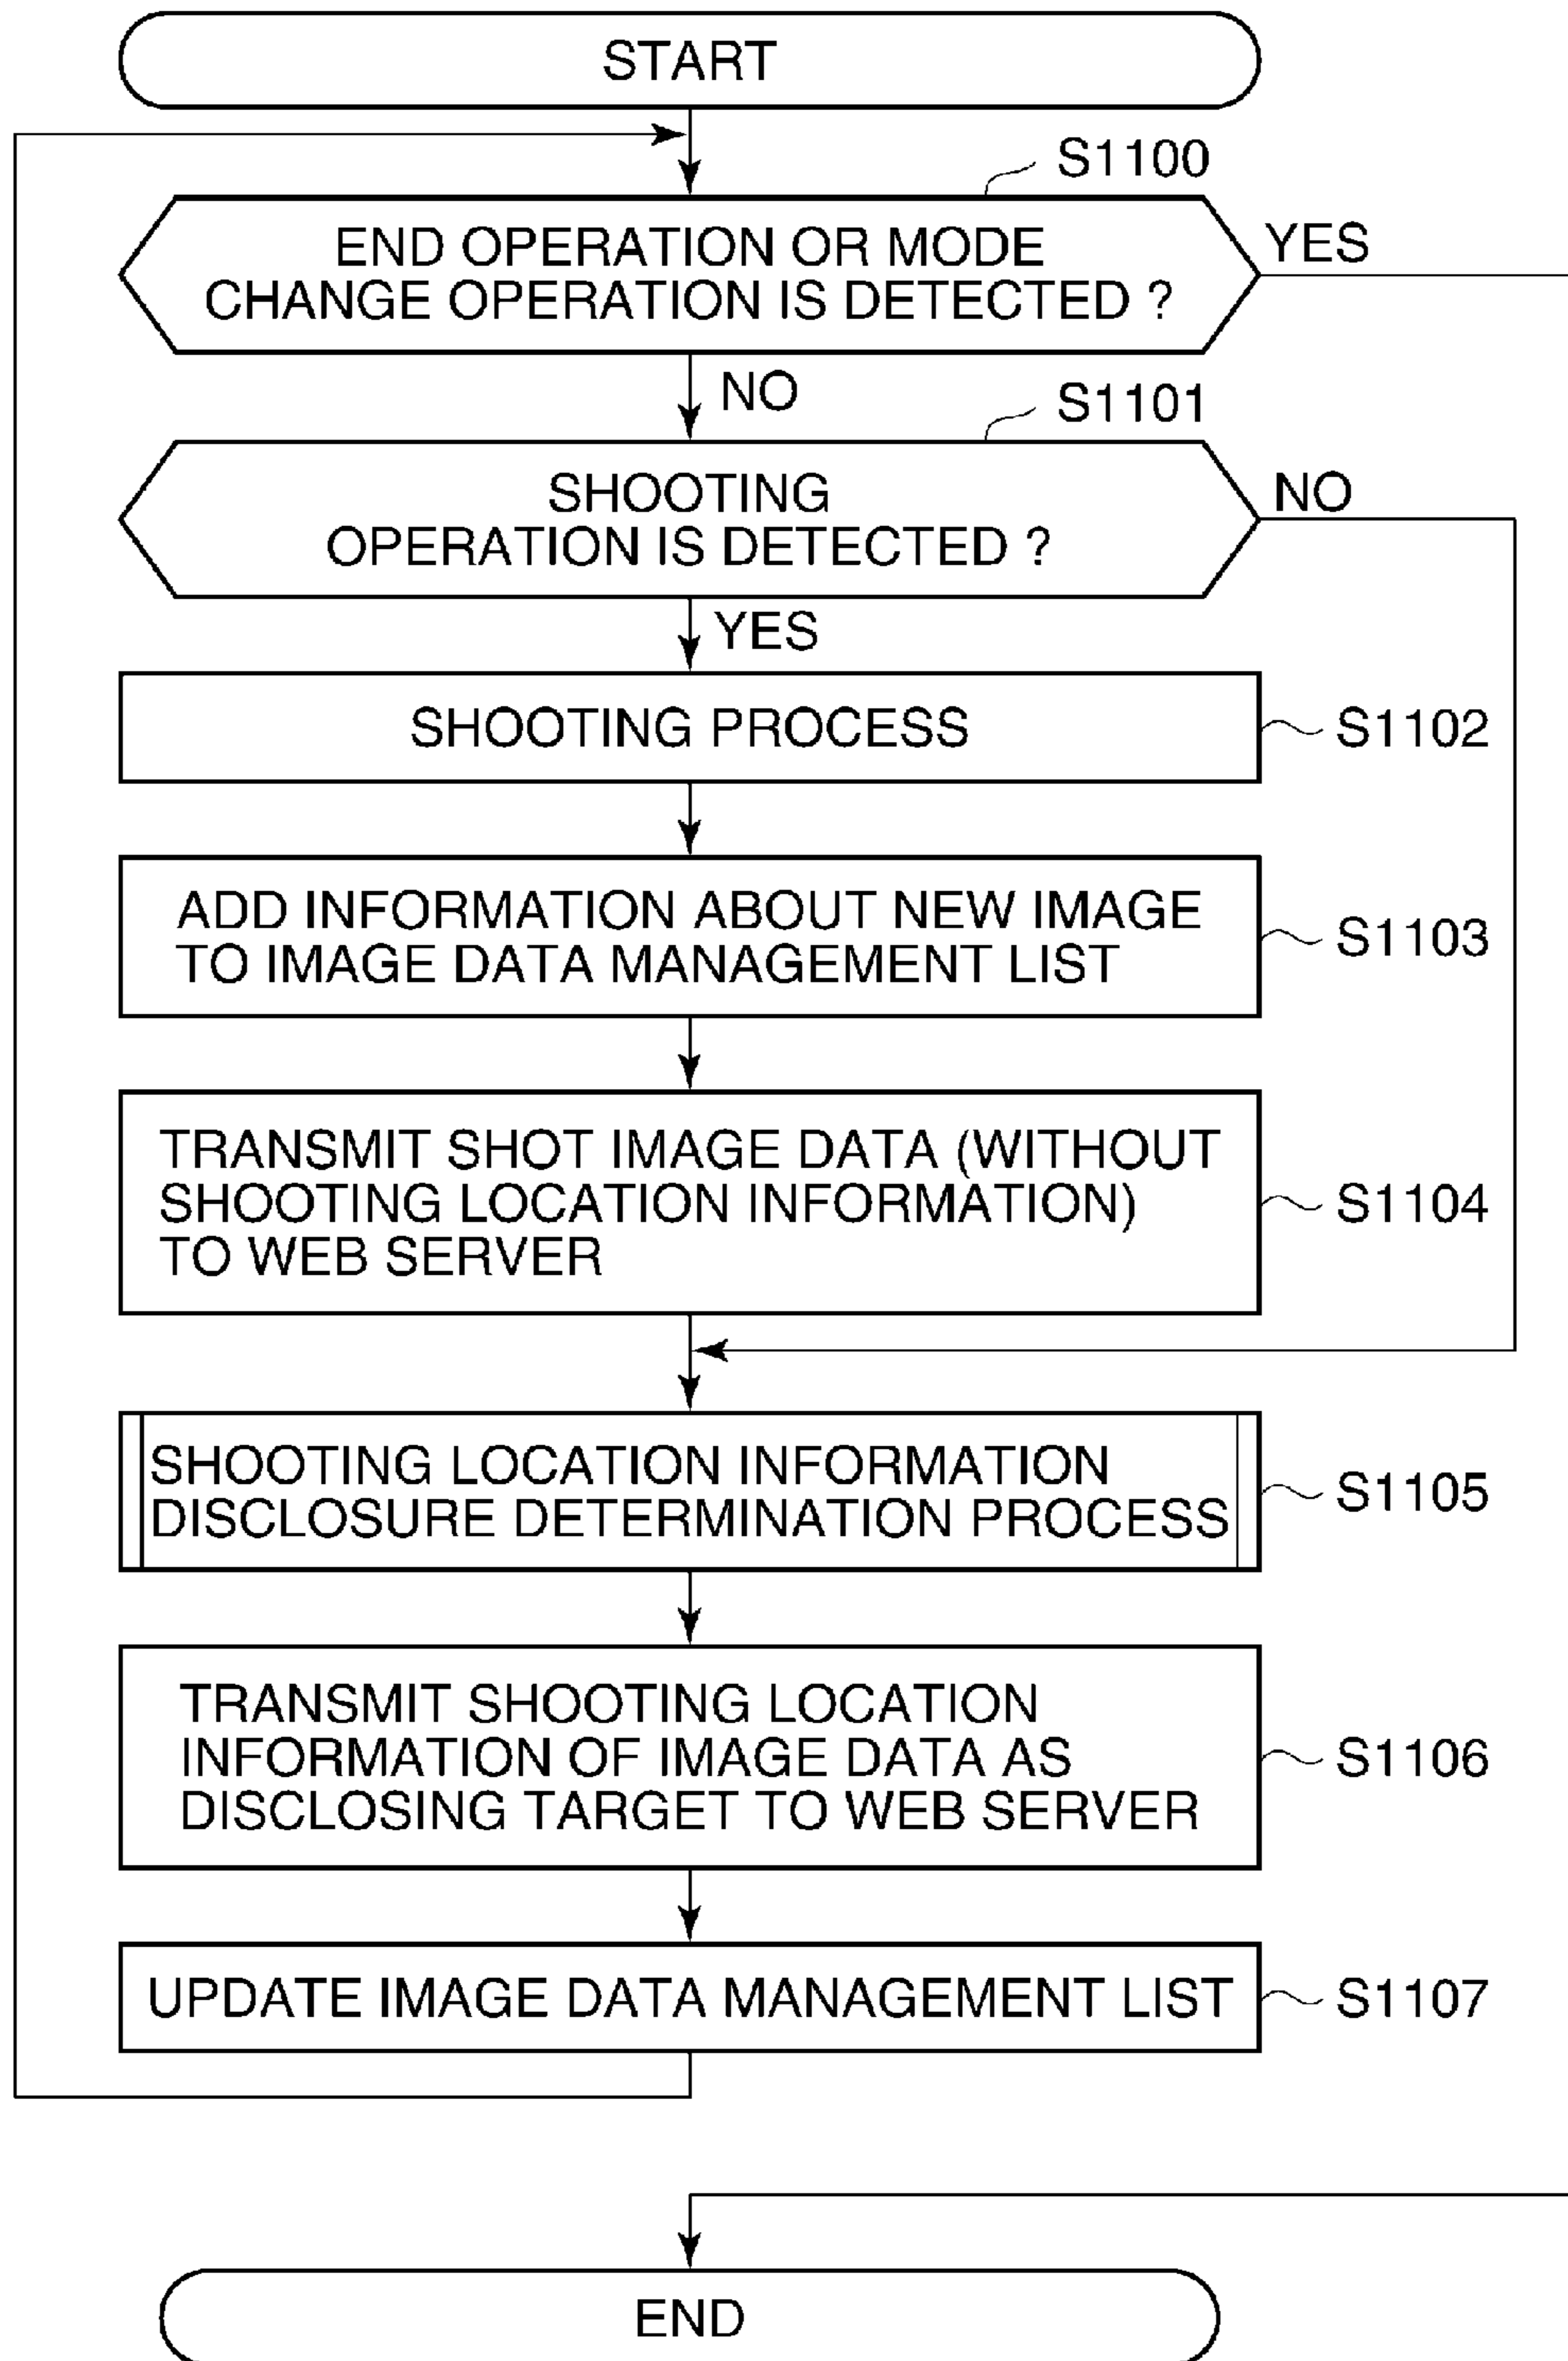 START
S1100
END OPERATION OR MODE
CHANGE OPERATION IS DETECTED ?
YES
NO
S1101
SHOOTING
OPERATION IS DETECTED ?
NO
YES
SHOOTING PROCESS
S1102
ADD INFORMATION ABOUT NEW IMAGE
TO IMAGE DATA MANAGEMENT LIST
S1103
TRANSMIT SHOT IMAGE DATA (WITHOUT
SHOOTING LOCATION INFORMATION)
TO WEB SERVER
S1104
SHOOTING LOCATION INFORMATION
DISCLOSURE DETERMINATION PROCESS
S1105
TRANSMIT SHOOTING LOCATION
INFORMATION OF IMAGE DATA AS
DISCLOSING TARGET TO WEB SERVER
S1106
UPDATE IMAGE DATA MANAGEMENT LIST
S1107
END